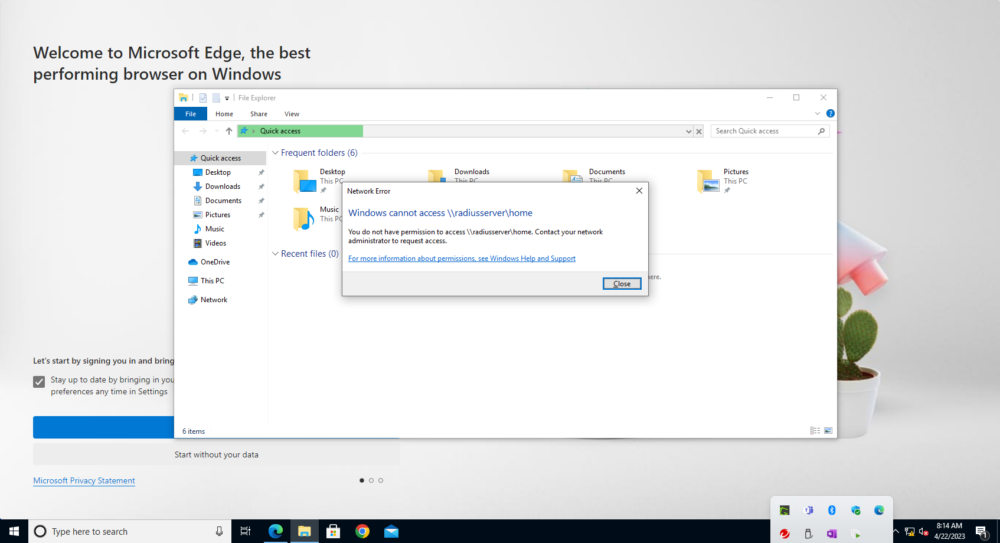 Welcome to Microsoft Edge, the best
performing browser on Windows
File Explorer
File Home Share View
Quick access
Search Quick access
Quick access
Desktop
Downloads
Documents
Pictures
Music
Videos
OneDrive
This PC
Network
Frequent folders (6)
Desktop
This PC
Downloads
This PC
Documents
This PC
Pictures
This PC
Music
This PC
Recent files (0)
here.
Network Error
Windows cannot access \\radiusserver\home
You do not have permission to access \\radiusserver\home. Contact your network
administrator to request access.
For more information about permissions, see Windows Help and Support
Close
6 items
Let's start by signing you in and bring
Stay up to date by bringing in you
preferences any time in Settings
Start without your data
Microsoft Privacy Statement
Type here to search
8:14 AM
4/22/2023
1